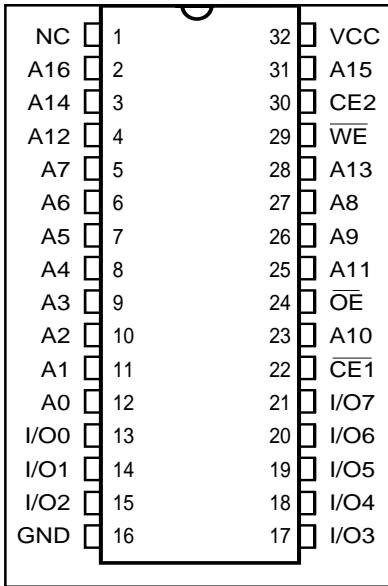 NC 1 32 VCC
A16 2 31 A15
A14 3 30 CE2
A12 4 29 W̅E̅
A7 5 28 A13
A6 6 27 A8
A5 7 26 A9
A4 8 25 A11
A3 9 24 O̅E̅
A2 10 23 A10
A1 11 22 C̅E̅1̅
A0 12 21 I/O7
I/O0 13 20 I/O6
I/O1 14 19 I/O5
I/O2 15 18 I/O4
GND 16 17 I/O3